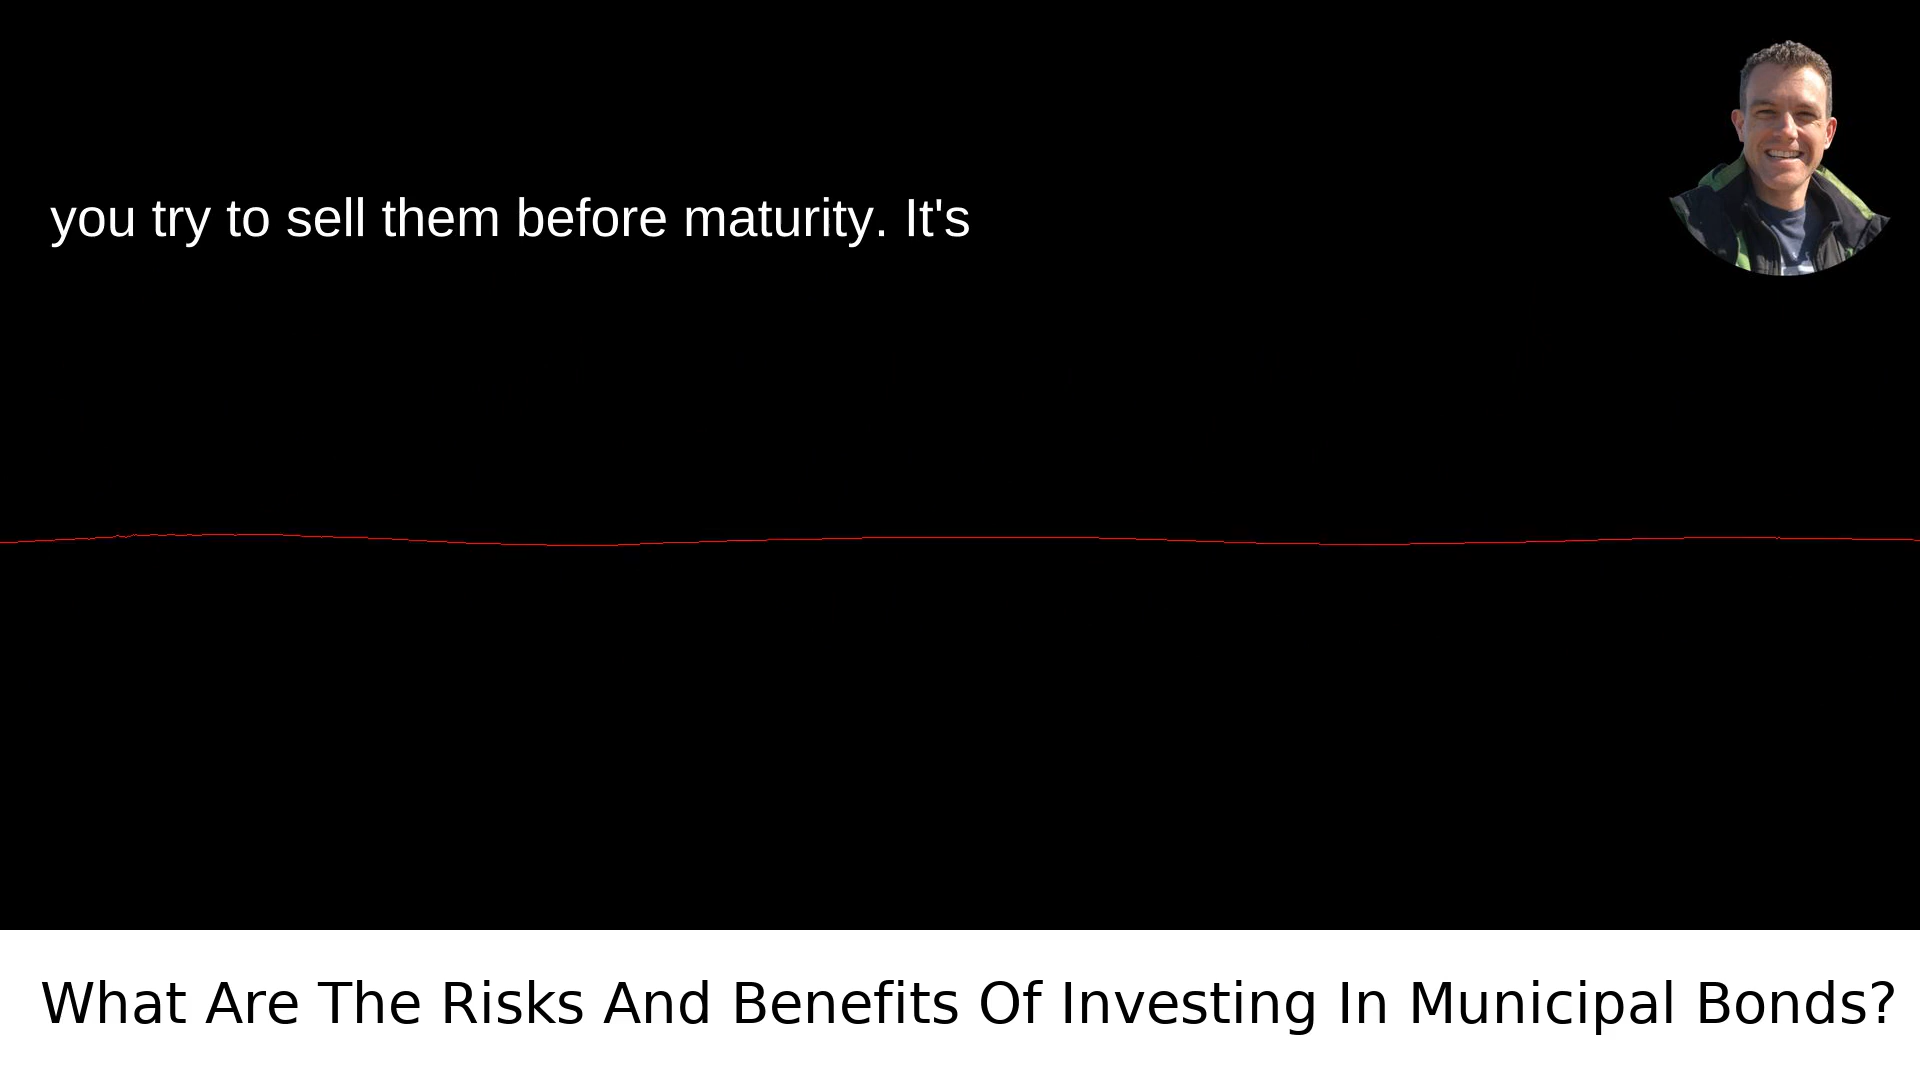 you try to sell them before maturity. It's
What Are The Risks And Benefits Of Investing In Municipal Bonds?